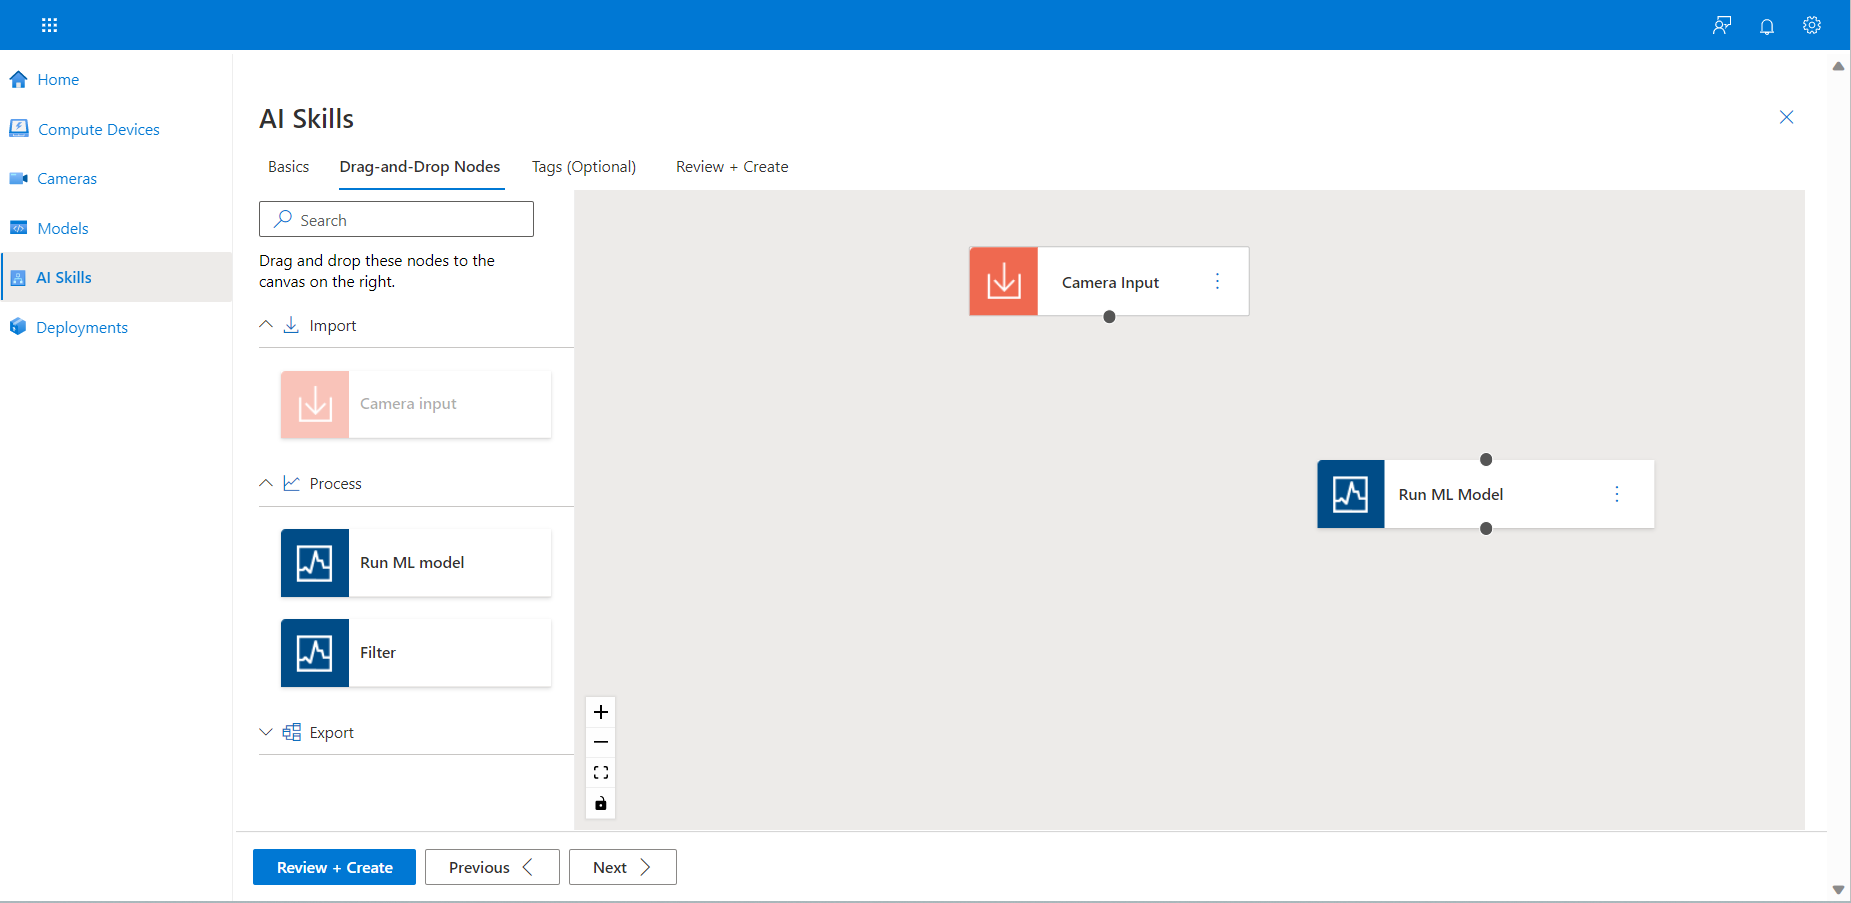 Home
Compute Devices
Cameras
Models
AI Skills
Deployments
AI Skills
Basics
Drag-and-Drop Nodes
Tags (Optional)
Review + Create
Search
Drag and drop these nodes to the
canvas on the right.
Import
Camera input
Process
Run ML model
Filter
Export
Camera Input
Run ML Model
Review + Create
Previous
Next